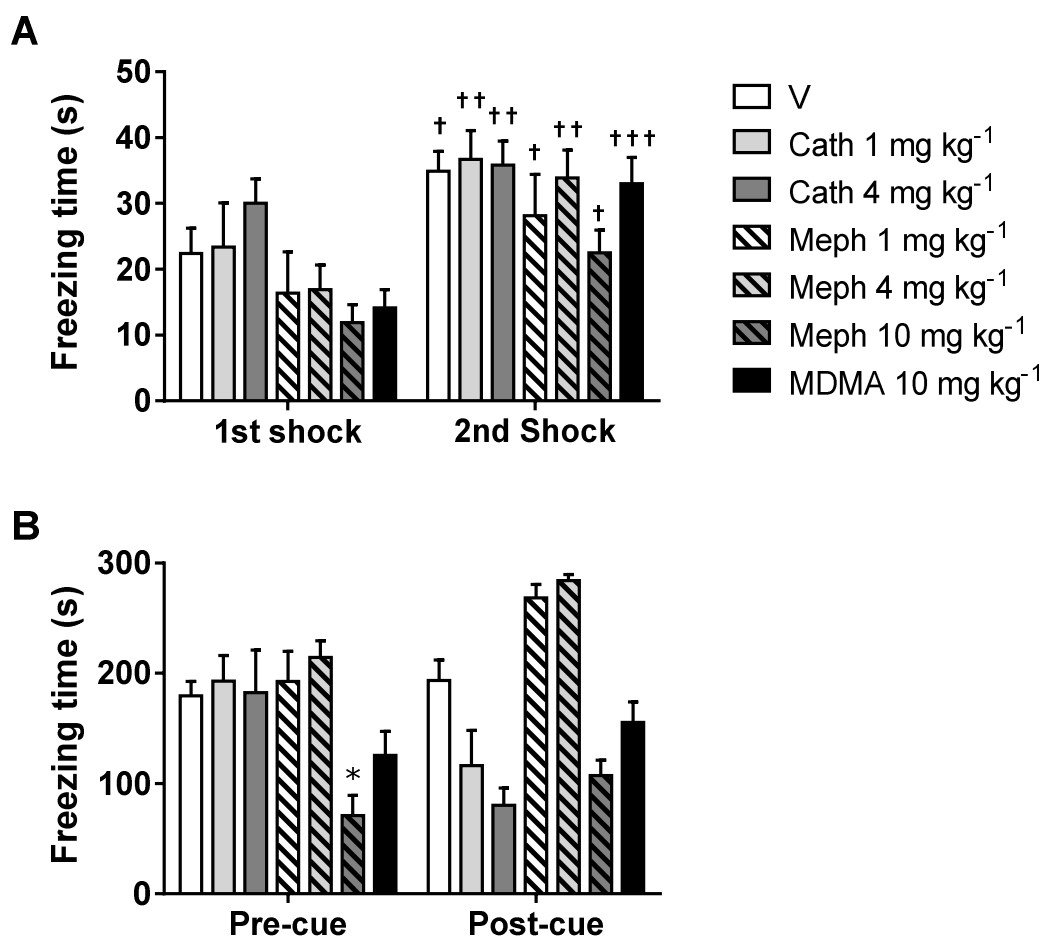 A
Freezing time (s)
50
40
30
20
10
0
† †† †† † †† † †††
1st shock 2nd Shock
V
Cath 1 mg kg⁻¹
Cath 4 mg kg⁻¹
Meph 1 mg kg⁻¹
Meph 4 mg kg⁻¹
Meph 10 mg kg⁻¹
MDMA 10 mg kg⁻¹
B
Freezing time (s)
300
200
100
0
*
Pre-cue Post-cue